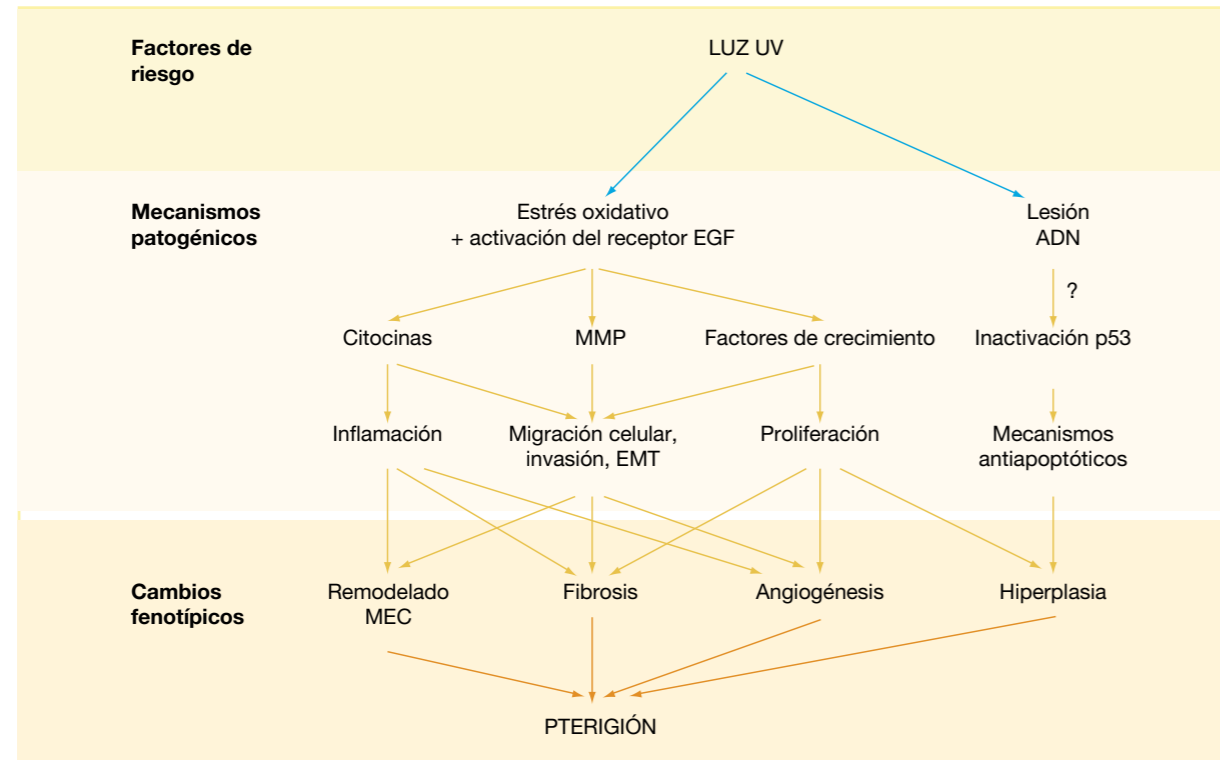 Factores de
riesgo
LUZ UV
Mecanismos
patogénicos
Estrés oxidativo
+ activación del receptor EGF
Lesión
ADN
?
Citocinas
MMP
Factores de crecimiento
Inactivación p53
Inflamación
Migración celular,
invasión, EMT
Proliferación
Mecanismos
antiapoptóticos
Cambios
fenotípicos
Remodelado
MEC
Fibrosis
Angiogénesis
Hiperplasia
PTERIGIÓN